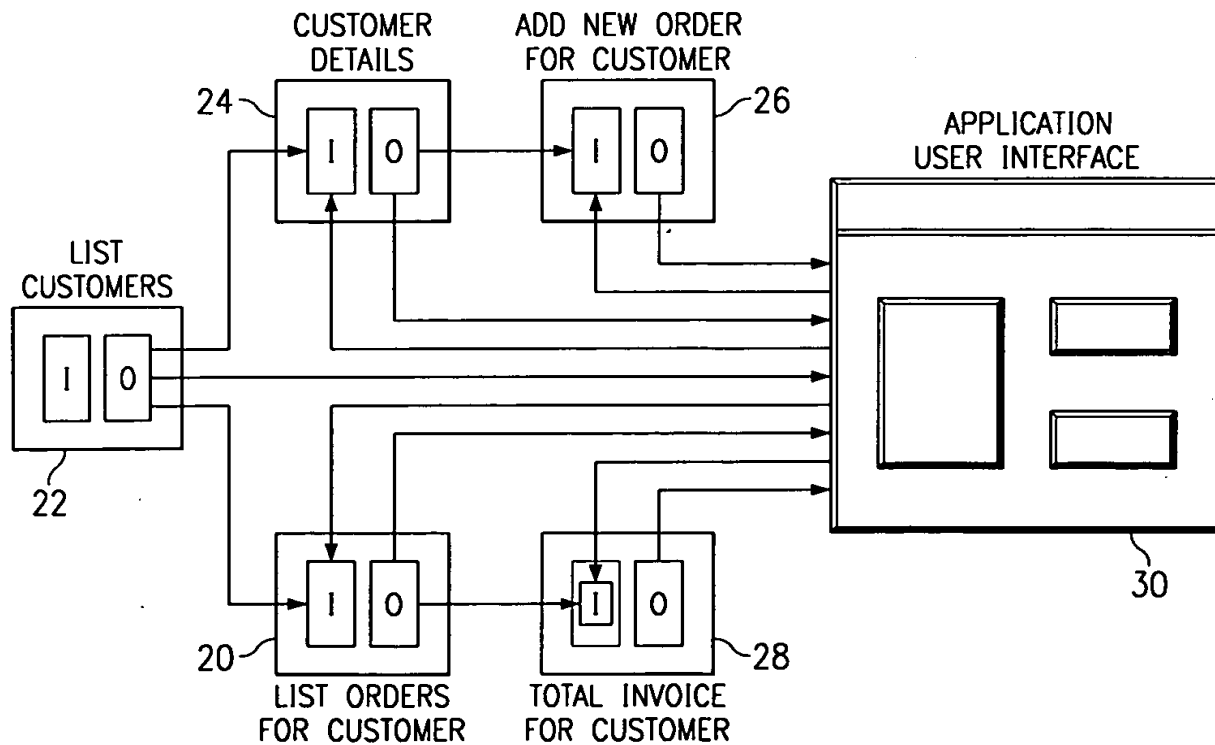 CUSTOMER
DETAILS
ADD NEW ORDER
FOR CUSTOMER
24
I O
26
I O
APPLICATION
USER INTERFACE
LIST
CUSTOMERS
I O
22
30
I O
20
I O
28
LIST ORDERS
FOR CUSTOMER
TOTAL INVOICE
FOR CUSTOMER